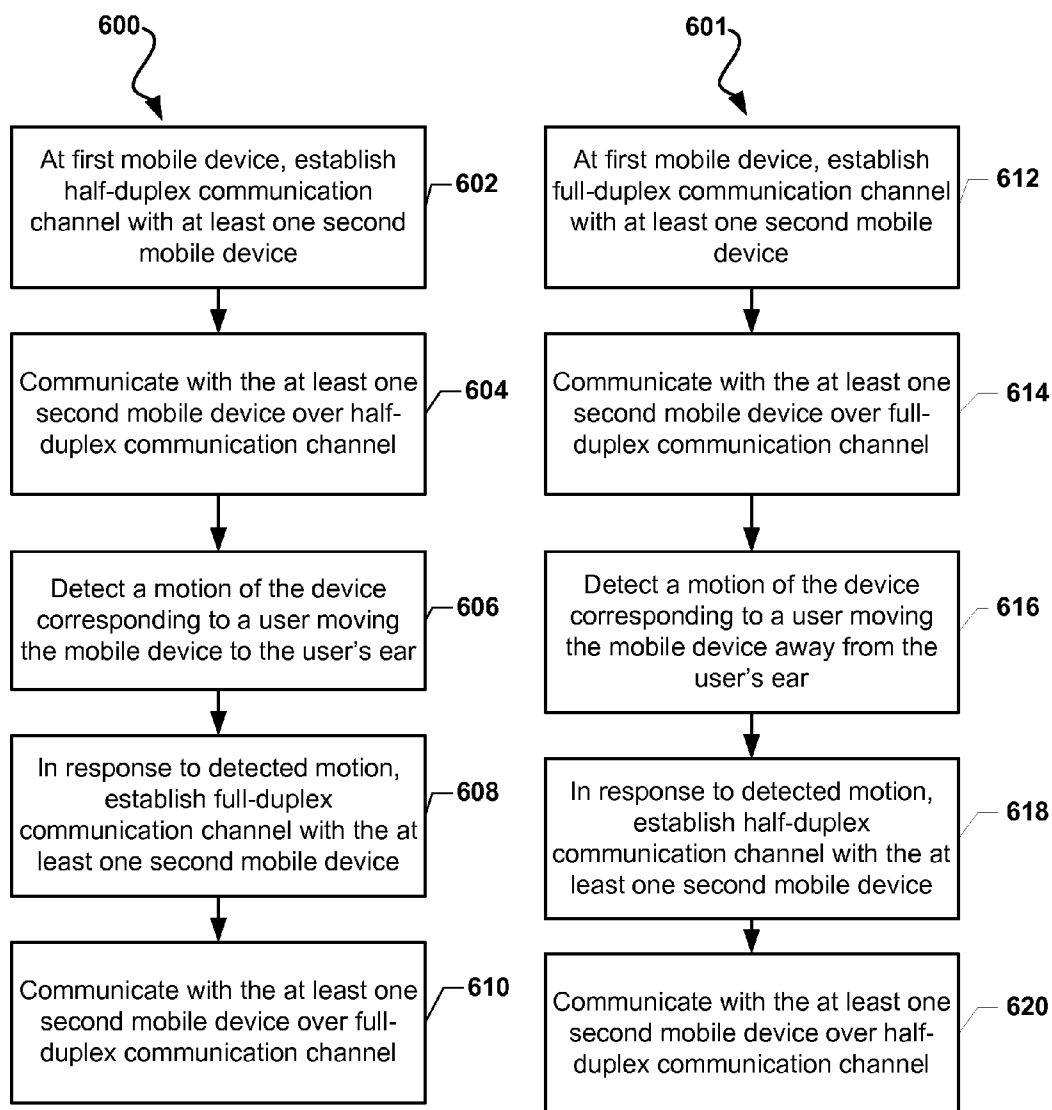 600
At first mobile device, establish
half-duplex communication
channel with at least one second
mobile device
602
Communicate with the at least one
second mobile device over half-
duplex communication channel
604
Detect a motion of the device
corresponding to a user moving
the mobile device to the user's ear
606
In response to detected motion,
establish full-duplex
communication channel with the at
least one second mobile device
608
Communicate with the at least one
second mobile device over full-
duplex communication channel
610
601
At first mobile device, establish
full-duplex communication channel
with at least one second mobile
device
612
Communicate with the at least one
second mobile device over full-
duplex communication channel
614
Detect a motion of the device
corresponding to a user moving
the mobile device away from the
user's ear
616
In response to detected motion,
establish half-duplex
communication channel with the at
least one second mobile device
618
Communicate with the at least one
second mobile device over half-
duplex communication channel
620